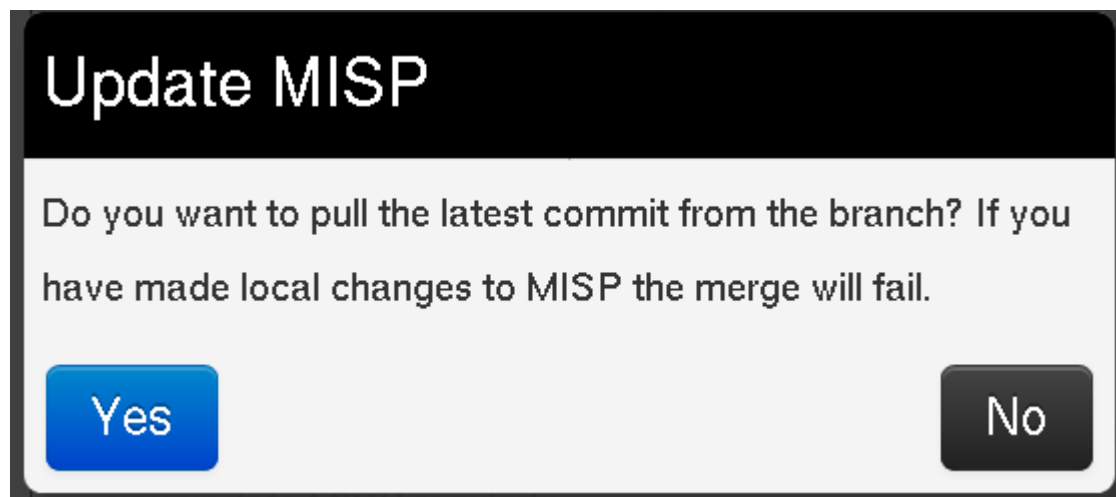 Update MISP
Do you want to pull the latest commit from the branch? If you
have made local changes to MISP the merge will fail.
Yes
No